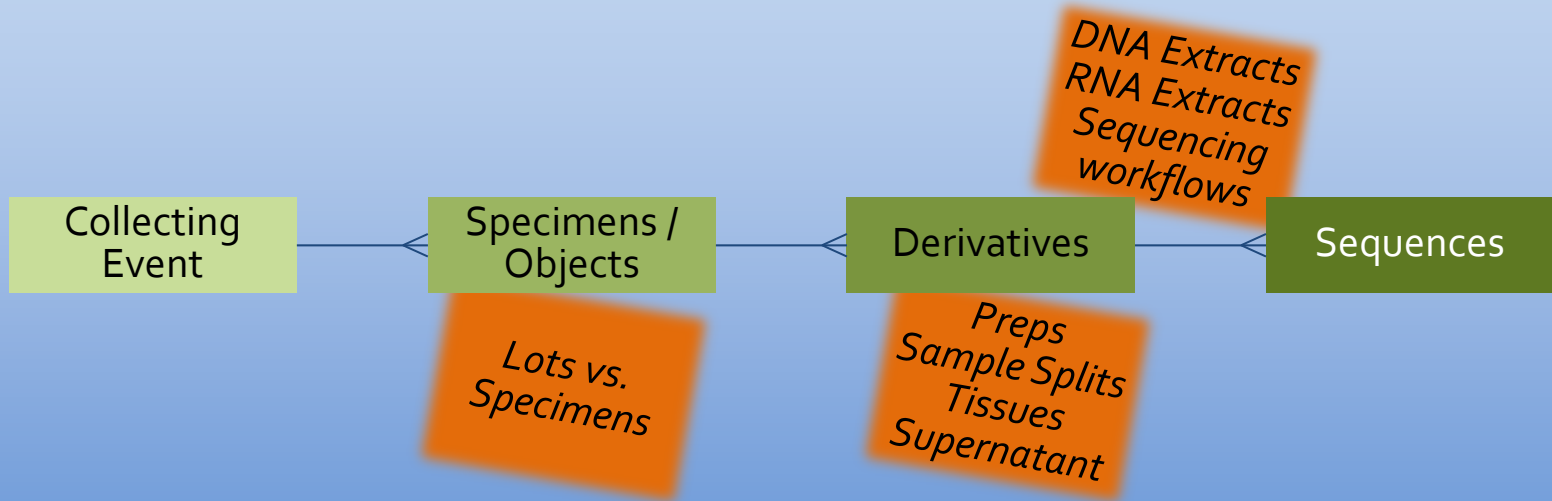 Collecting
Event
Specimens /
Objects
Derivatives
Sequences
DNA Extracts
RNA Extracts
Sequencing
workflows
Lots vs.
Specimens
Preps
Sample Splits
Tissues
Supernatant